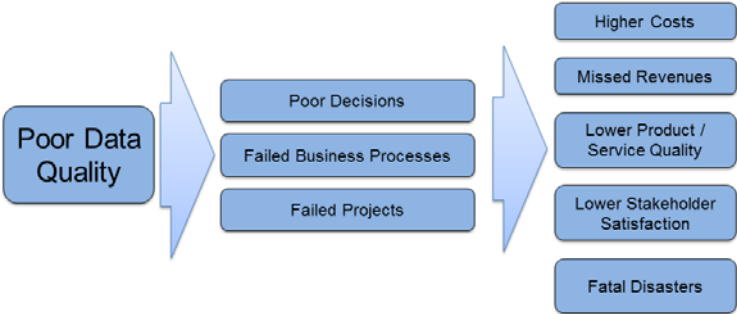 Poor Data
Quality
Poor Decisions
Failed Business Processes
Failed Projects
Higher Costs
Missed Revenues
Lower Product /
Service Quality
Lower Stakeholder
Satisfaction
Fatal Disasters